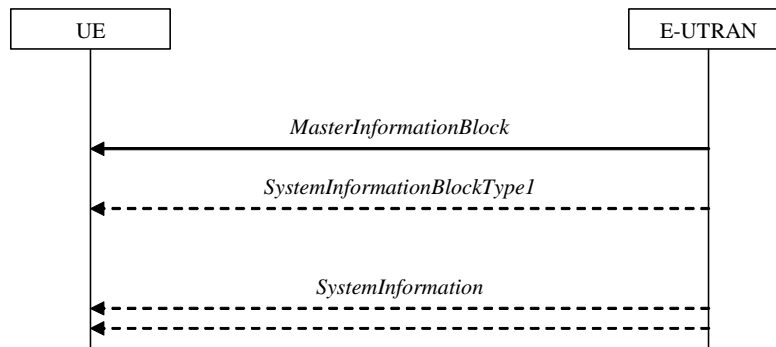 UE
E-UTRAN
MasterInformationBlock
SystemInformationBlockType1
SystemInformation